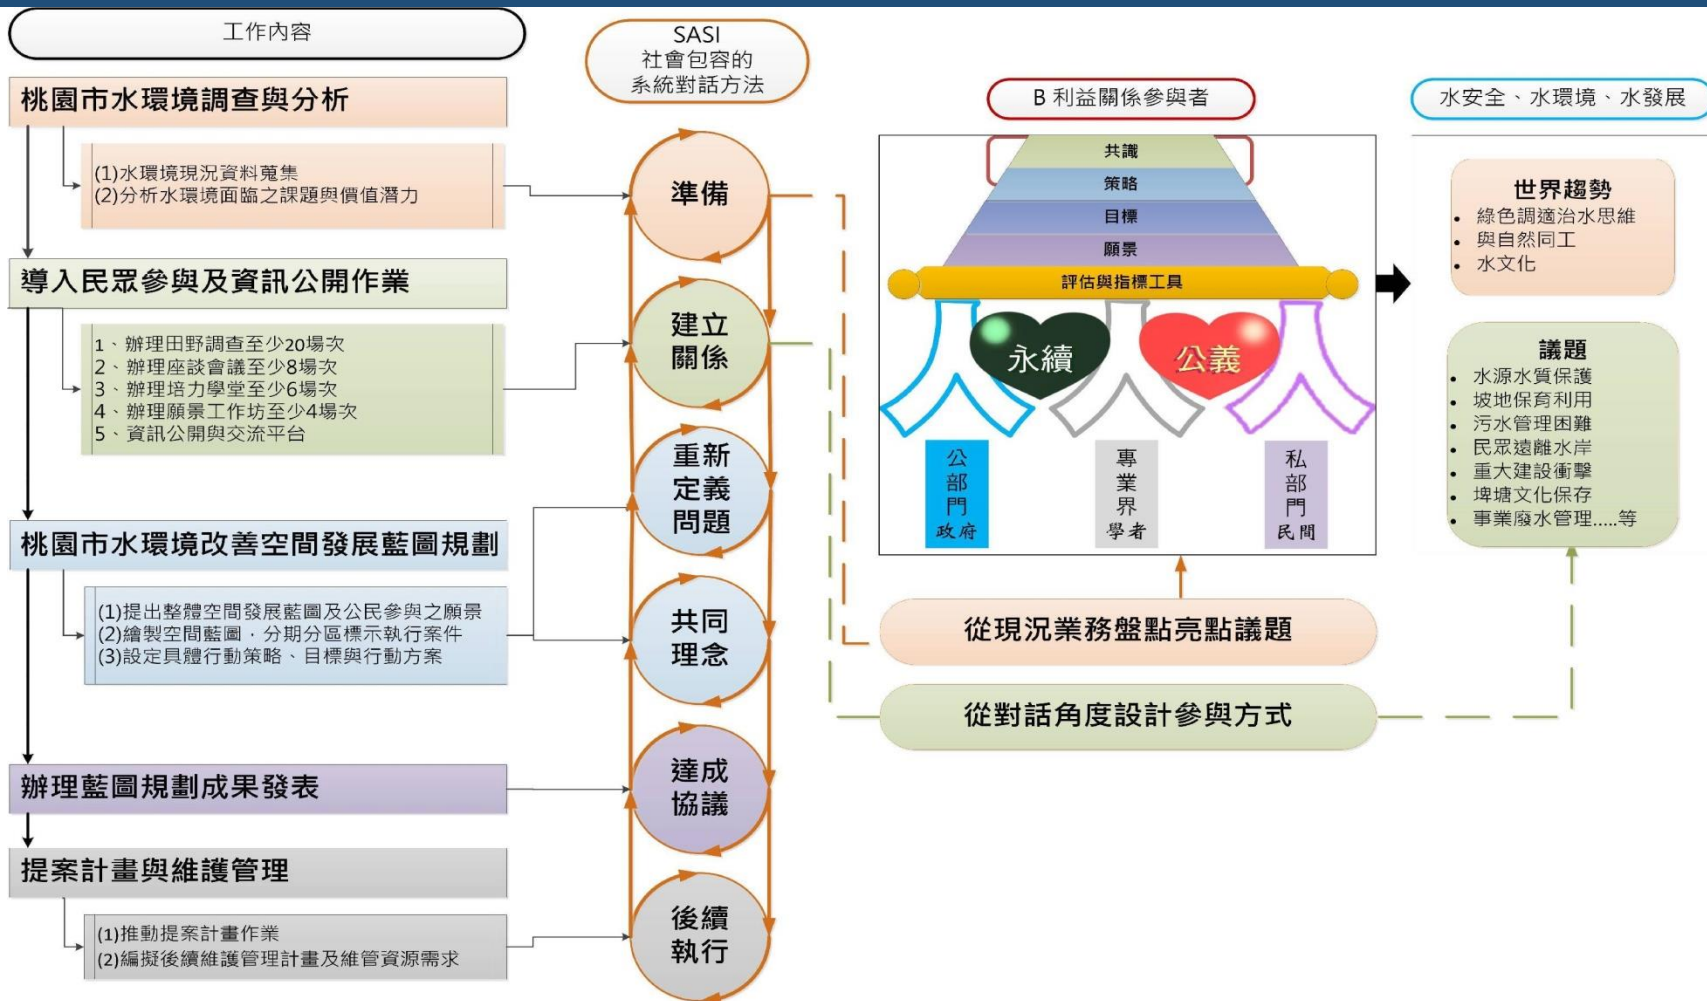 工作內容
桃園市水環境調查與分析
(1)水環境現況資料蒐集
(2)分析水環境面臨之課題與價值潛力
導入民眾參與及資訊公開作業
1、辦理田野調查至少20場次
2、辦理座談會議至少8場次
3、辦理培力學堂至少6場次
4、辦理願景工作坊至少4場次
5、資訊公開與交流平台
桃園市水環境改善空間發展藍圖規劃
(1)提出整體空間發展藍圖及公民參與之願景
(2)繪製空間藍圖，分期分區標示執行案件
(3)設定具體行動策略、目標與行動方案
辦理藍圖規劃成果發表
提案計畫與維護管理
(1)推動提案計畫作業
(2)編擬後續維護管理計畫及維管資源需求
SASI
社會包容的
系統對話方法
準備
建立
關係
重新
定義
問題
共同
理念
達成
協議
後續
執行
B 利益關係參與者
共識
策略
目標
願景
評估與指標工具
永續
公義
公部門
政府
專業界
學者
私部門
民間
從現況業務盤點亮點議題
從對話角度設計參與方式
水安全、水環境、水發展
世界趨勢
• 綠色調適治水思維
• 與自然同工
• 水文化
議題
• 水源水質保護
• 坡地保育利用
• 污水管理困難
• 民眾遠離水岸
• 重大建設衝擊
• 埤塘文化保存
• 事業廢水管理.....等